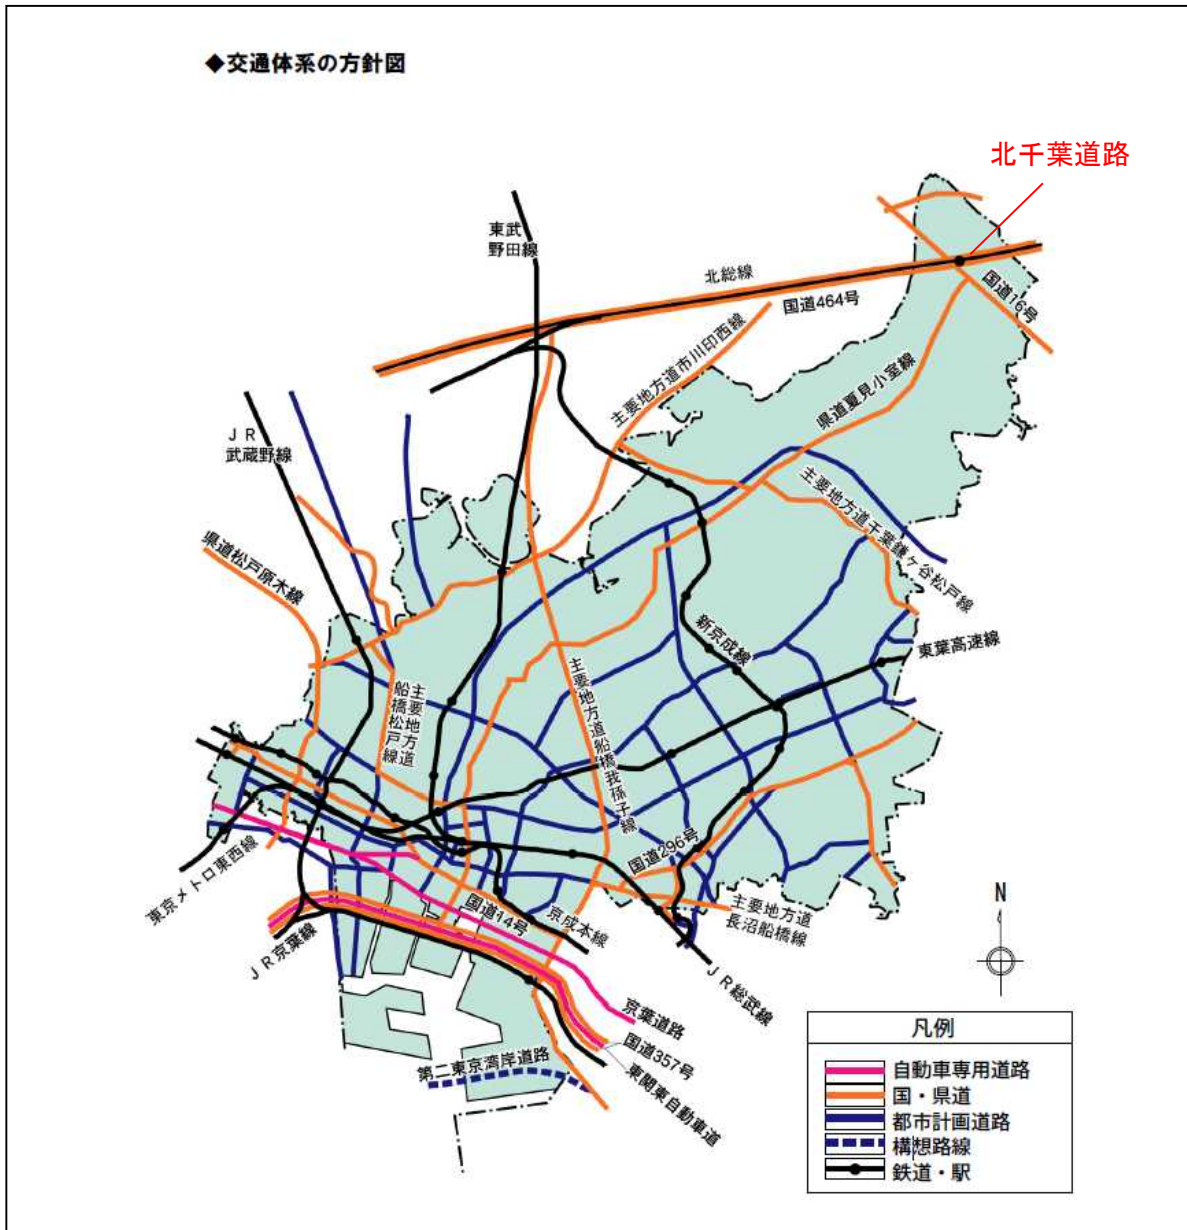 ◆交通体系の方針図
北千葉道路
東武
野田線
北総線
国道464号
国道16号
主要地方道市川印西線
県道夏見小室線
JR
武蔵野線
主要地方道千葉鎌ケ谷松戸線
県道松戸原木線
新京成線
東葉高速線
主要地方道
船橋松戸線
主要地方道船橋我孫子線
国道296号
東京メトロ東西線
国道14号
京成本線
主要地方道
長沼船橋線
JR京葉線
JR総武線
京葉道路
国道357号
東関東自動車道
第二東京湾岸道路
N
凡例
自動車専用道路
国・県道
都市計画道路
構想路線
鉄道・駅